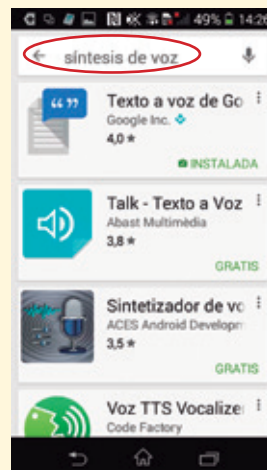 49% 14:26
síntesis de voz
Texto a voz de Go
Google Inc.
4,0 ★
INSTALADA
Talk - Texto a Voz
Abast Multimèdia
3,8 ★
GRATIS
Sintetizador de vo
ACES Android Developm
3,5 ★
GRATIS
Voz TTS Vocalize
Code Factory